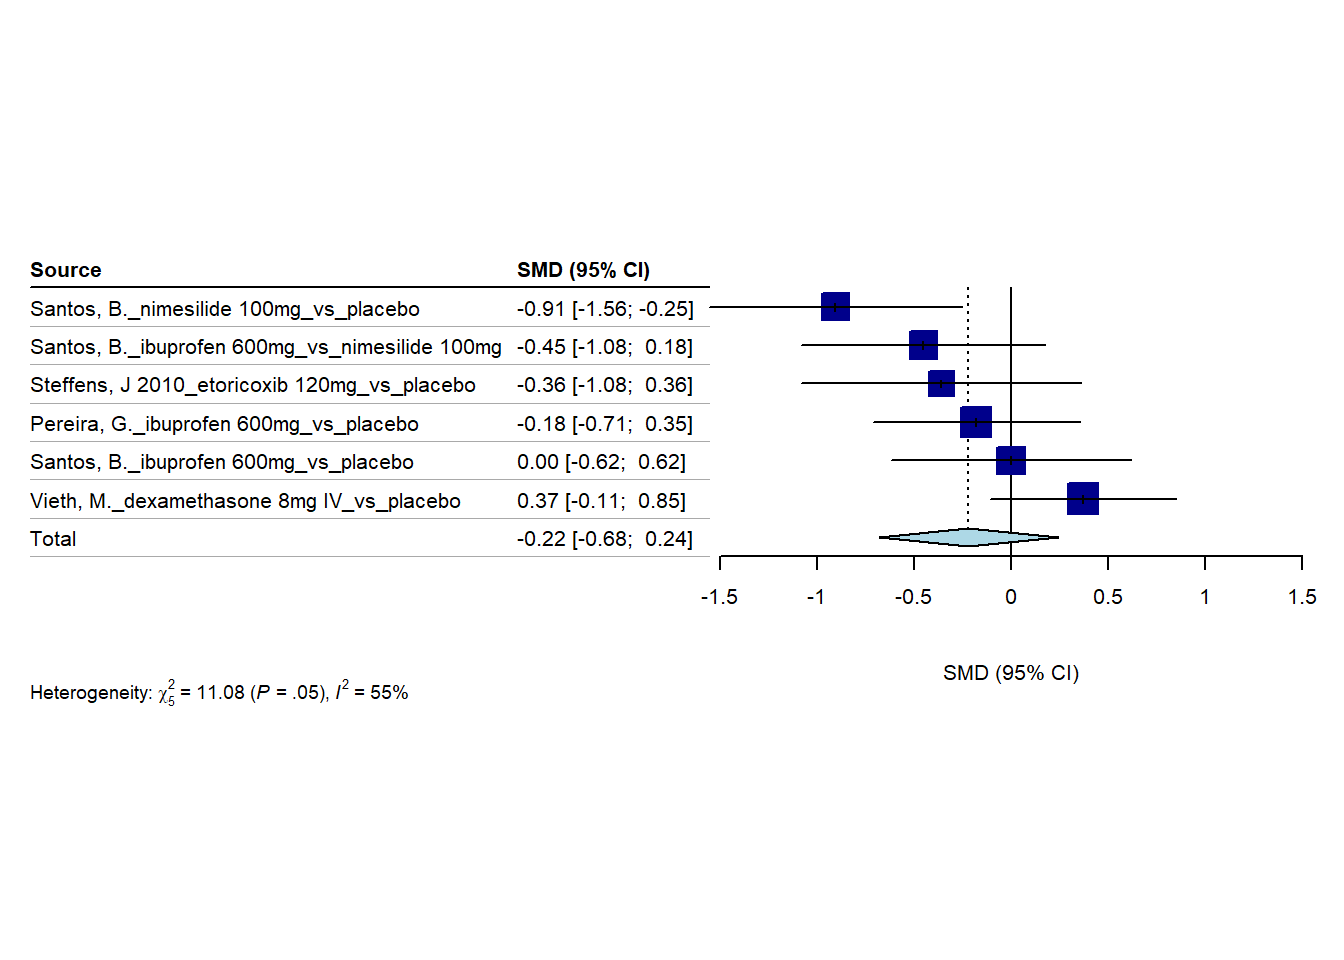 Source SMD (95% CI)
Santos, B._nimesilide 100mg_vs_placebo -0.91 [-1.56; -0.25]
Santos, B._ibuprofen 600mg_vs_nimesilide 100mg -0.45 [-1.08; 0.18]
Steffens, J 2010_etoricoxib 120mg_vs_placebo -0.36 [-1.08; 0.36]
Pereira, G._ibuprofen 600mg_vs_placebo -0.18 [-0.71; 0.35]
Santos, B._ibuprofen 600mg_vs_placebo 0.00 [-0.62; 0.62]
Vieth, M._dexamethasone 8mg IV_vs_placebo 0.37 [-0.11; 0.85]
Total -0.22 [-0.68; 0.24]
-1.5 -1 -0.5 0 0.5 1 1.5
SMD (95% CI)
Heterogeneity: χ²₅ = 11.08 (P = .05), I² = 55%